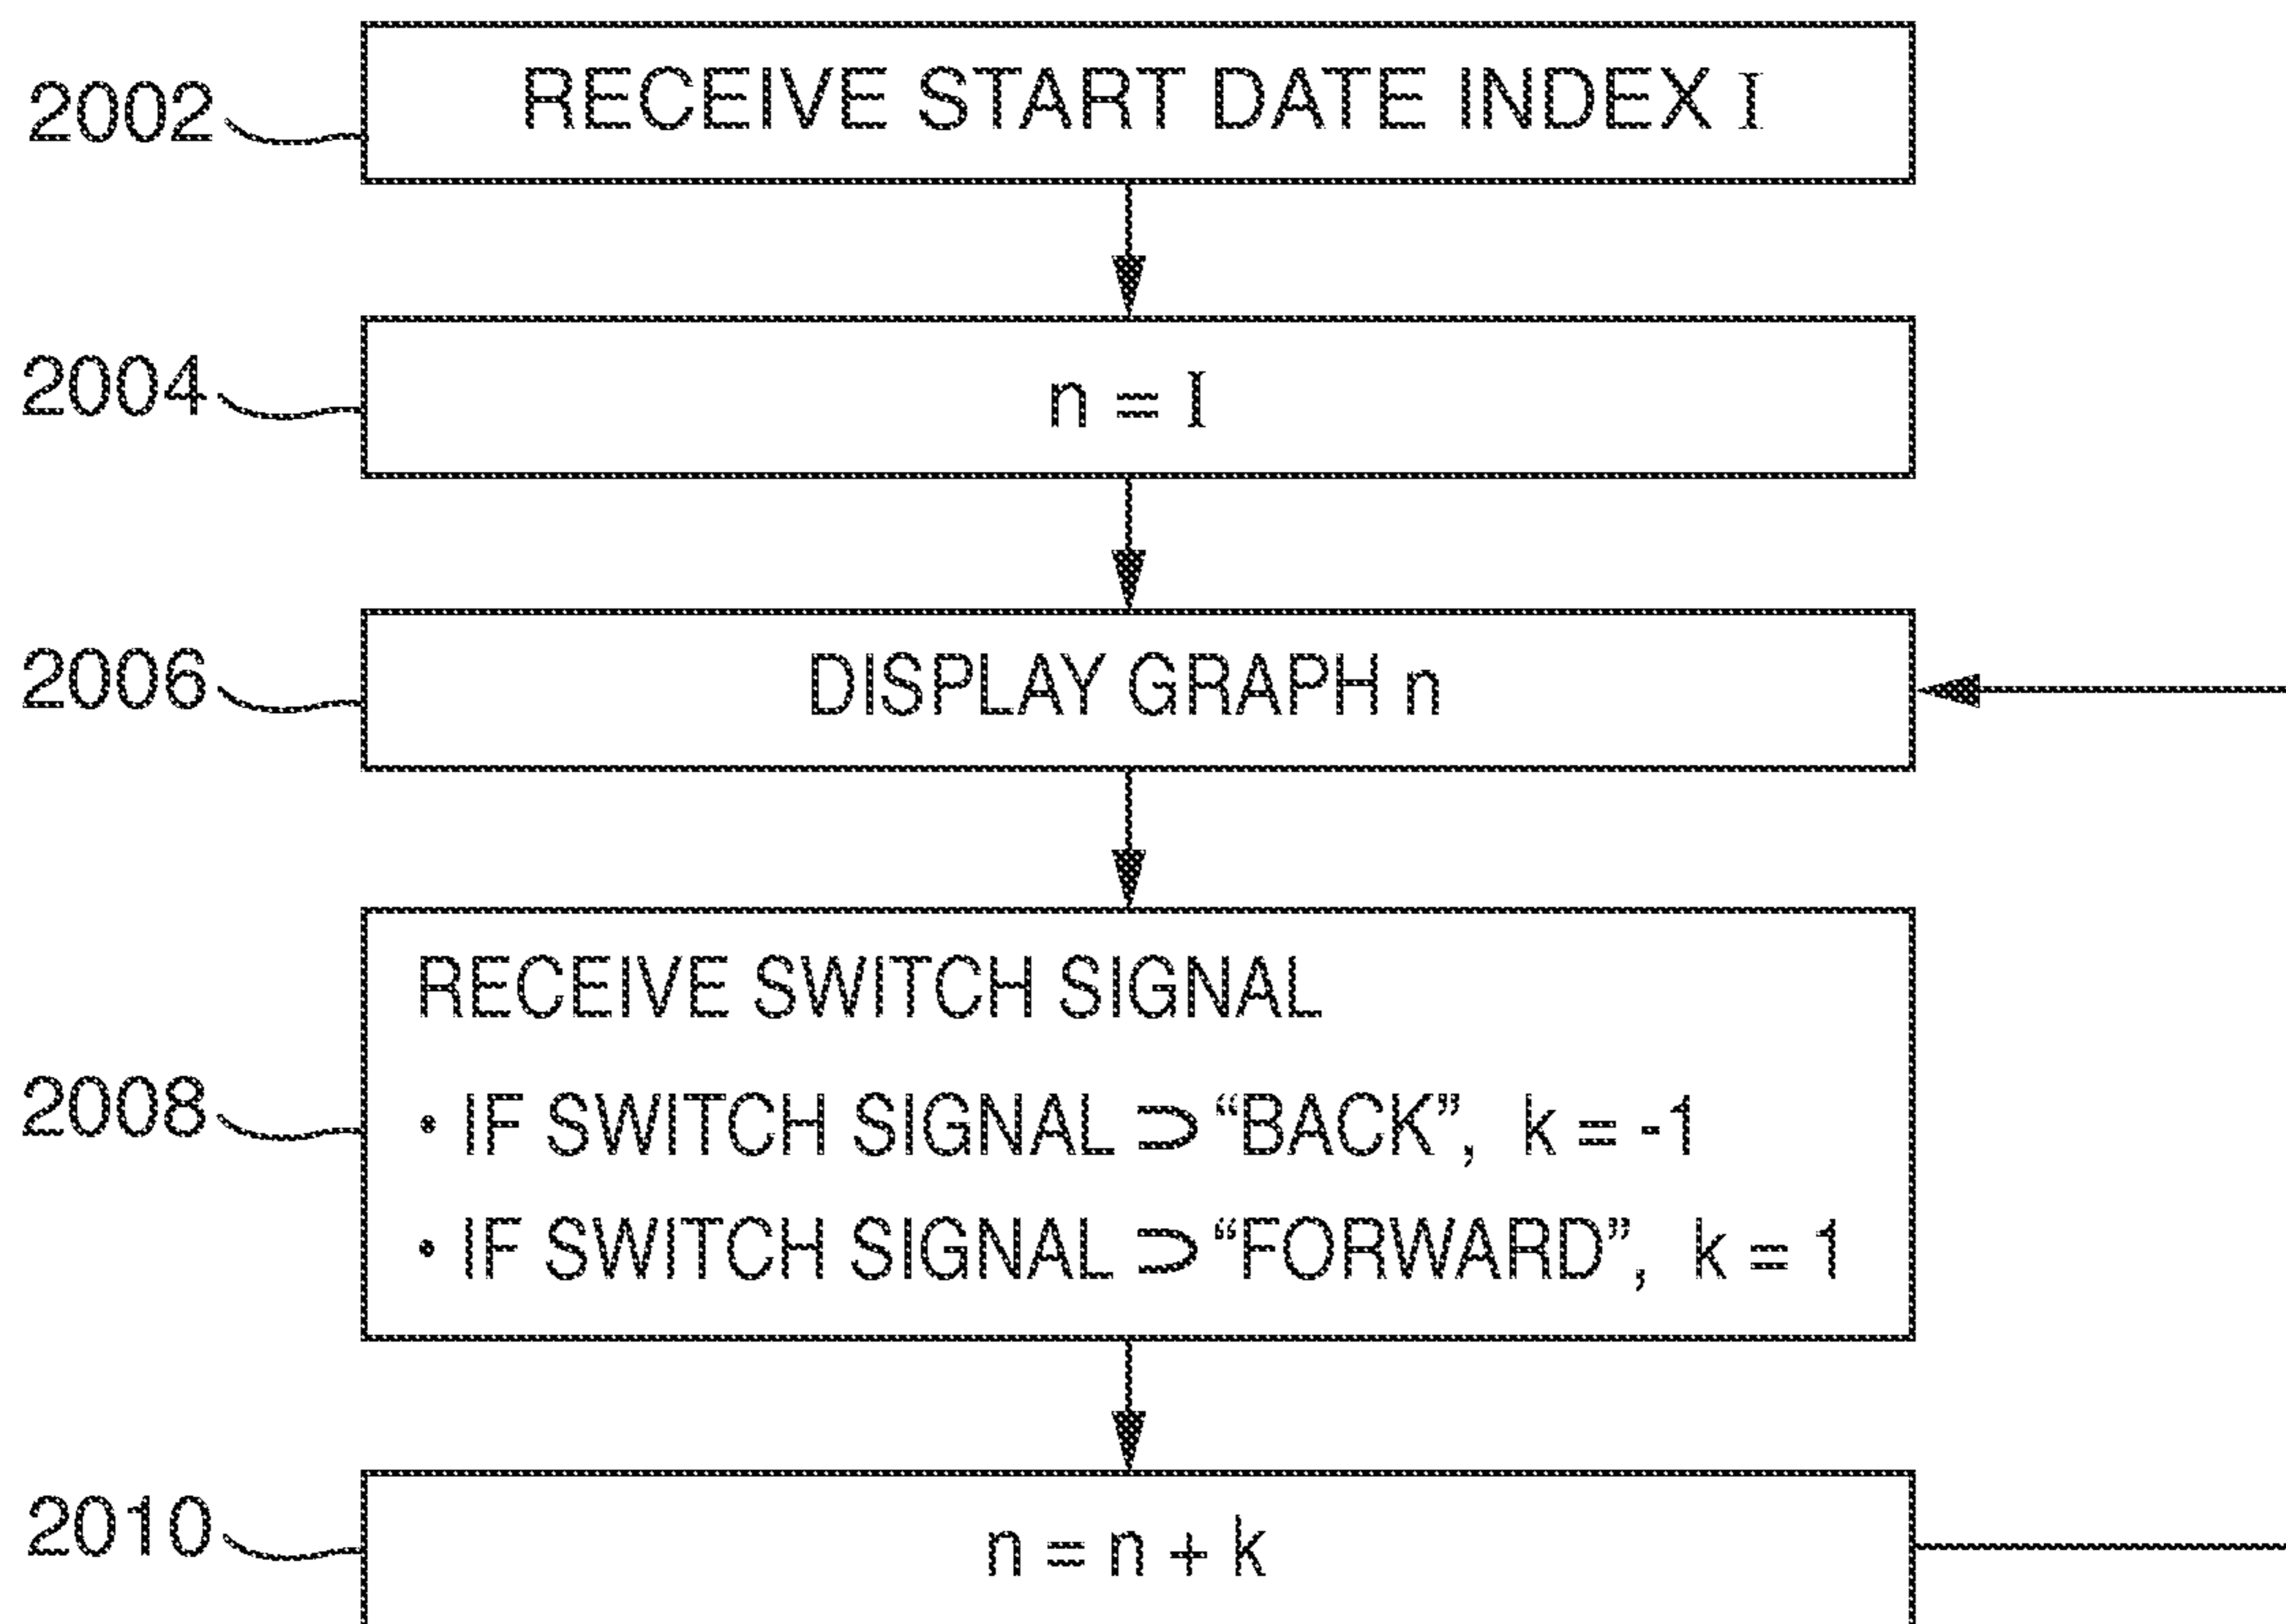 2002
RECEIVE START DATE INDEX I
2004
n = I
2006
DISPLAY GRAPH n
2008
RECEIVE SWITCH SIGNAL
• IF SWITCH SIGNAL ⊃ “BACK”, k = -1
• IF SWITCH SIGNAL ⊃ “FORWARD”, k = 1
2010
n = n + k